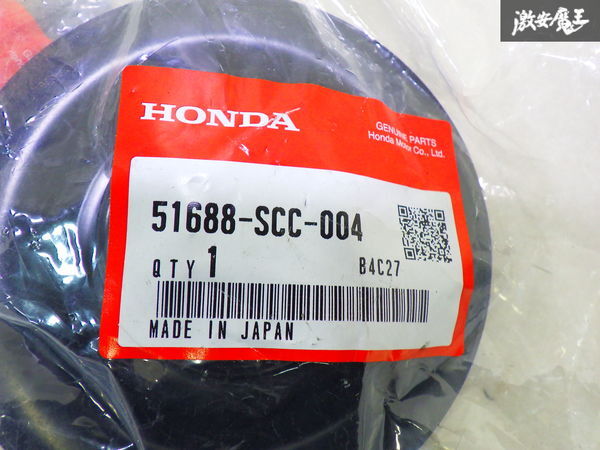 激安魔王
HONDA
GENUINE PARTS
Honda Motor Co., Ltd.
51688-SCC-004
QTY 1
B4C27
MADE IN JAPAN